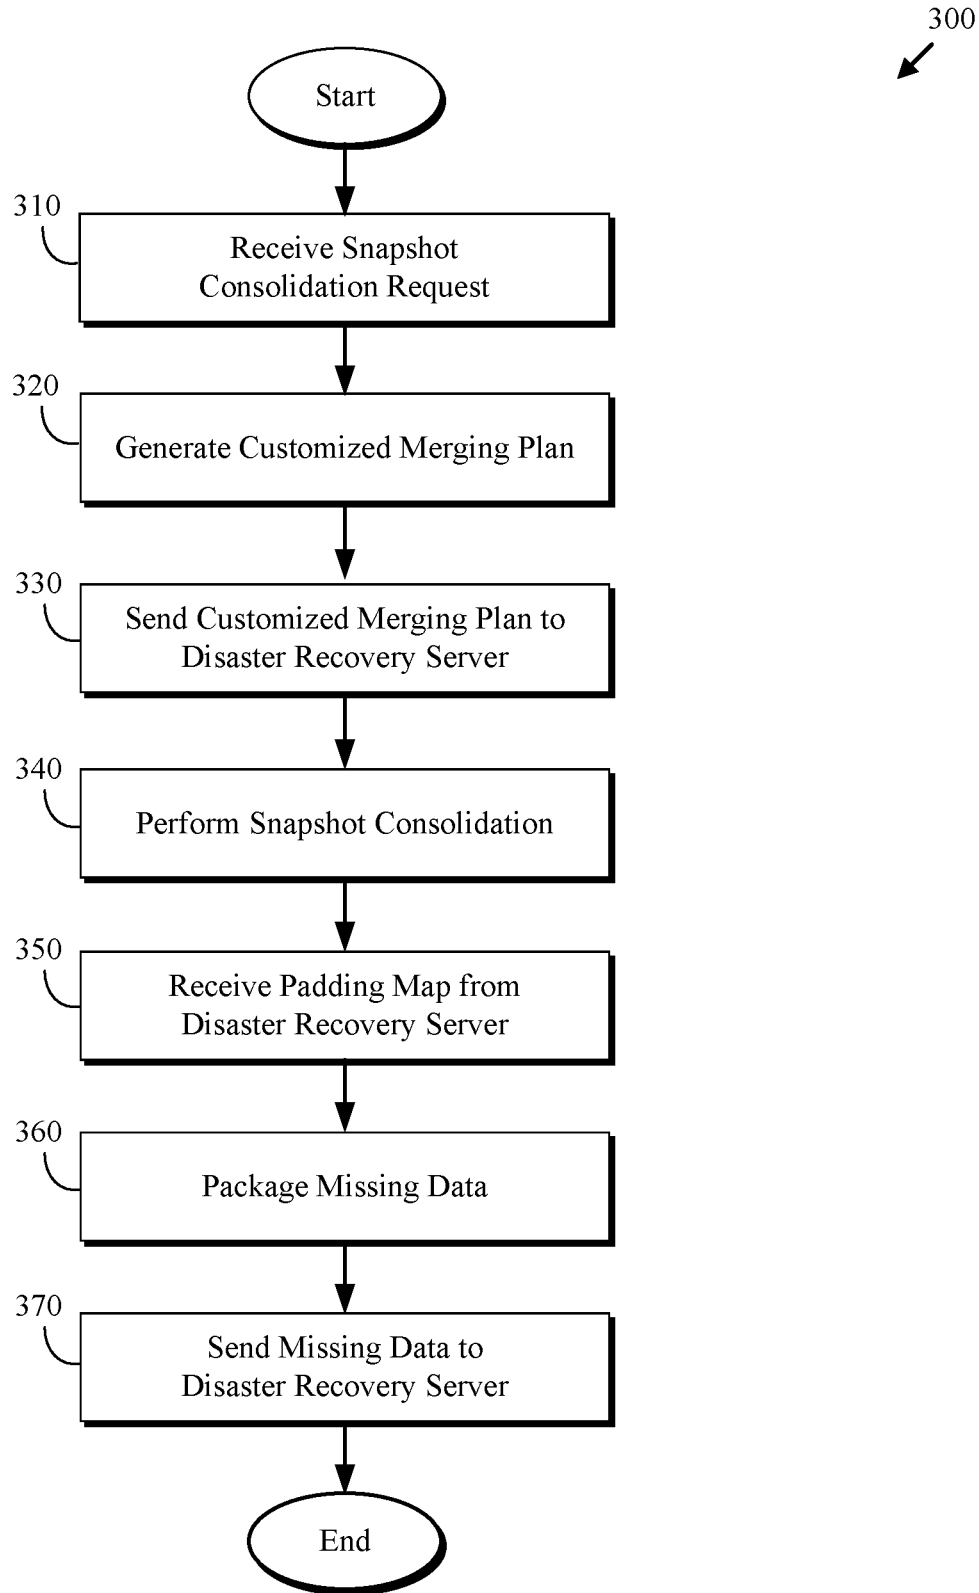 300
Start
310
Receive Snapshot
Consolidation Request
320
Generate Customized Merging Plan
330
Send Customized Merging Plan to
Disaster Recovery Server
340
Perform Snapshot Consolidation
350
Receive Padding Map from
Disaster Recovery Server
360
Package Missing Data
370
Send Missing Data to
Disaster Recovery Server
End